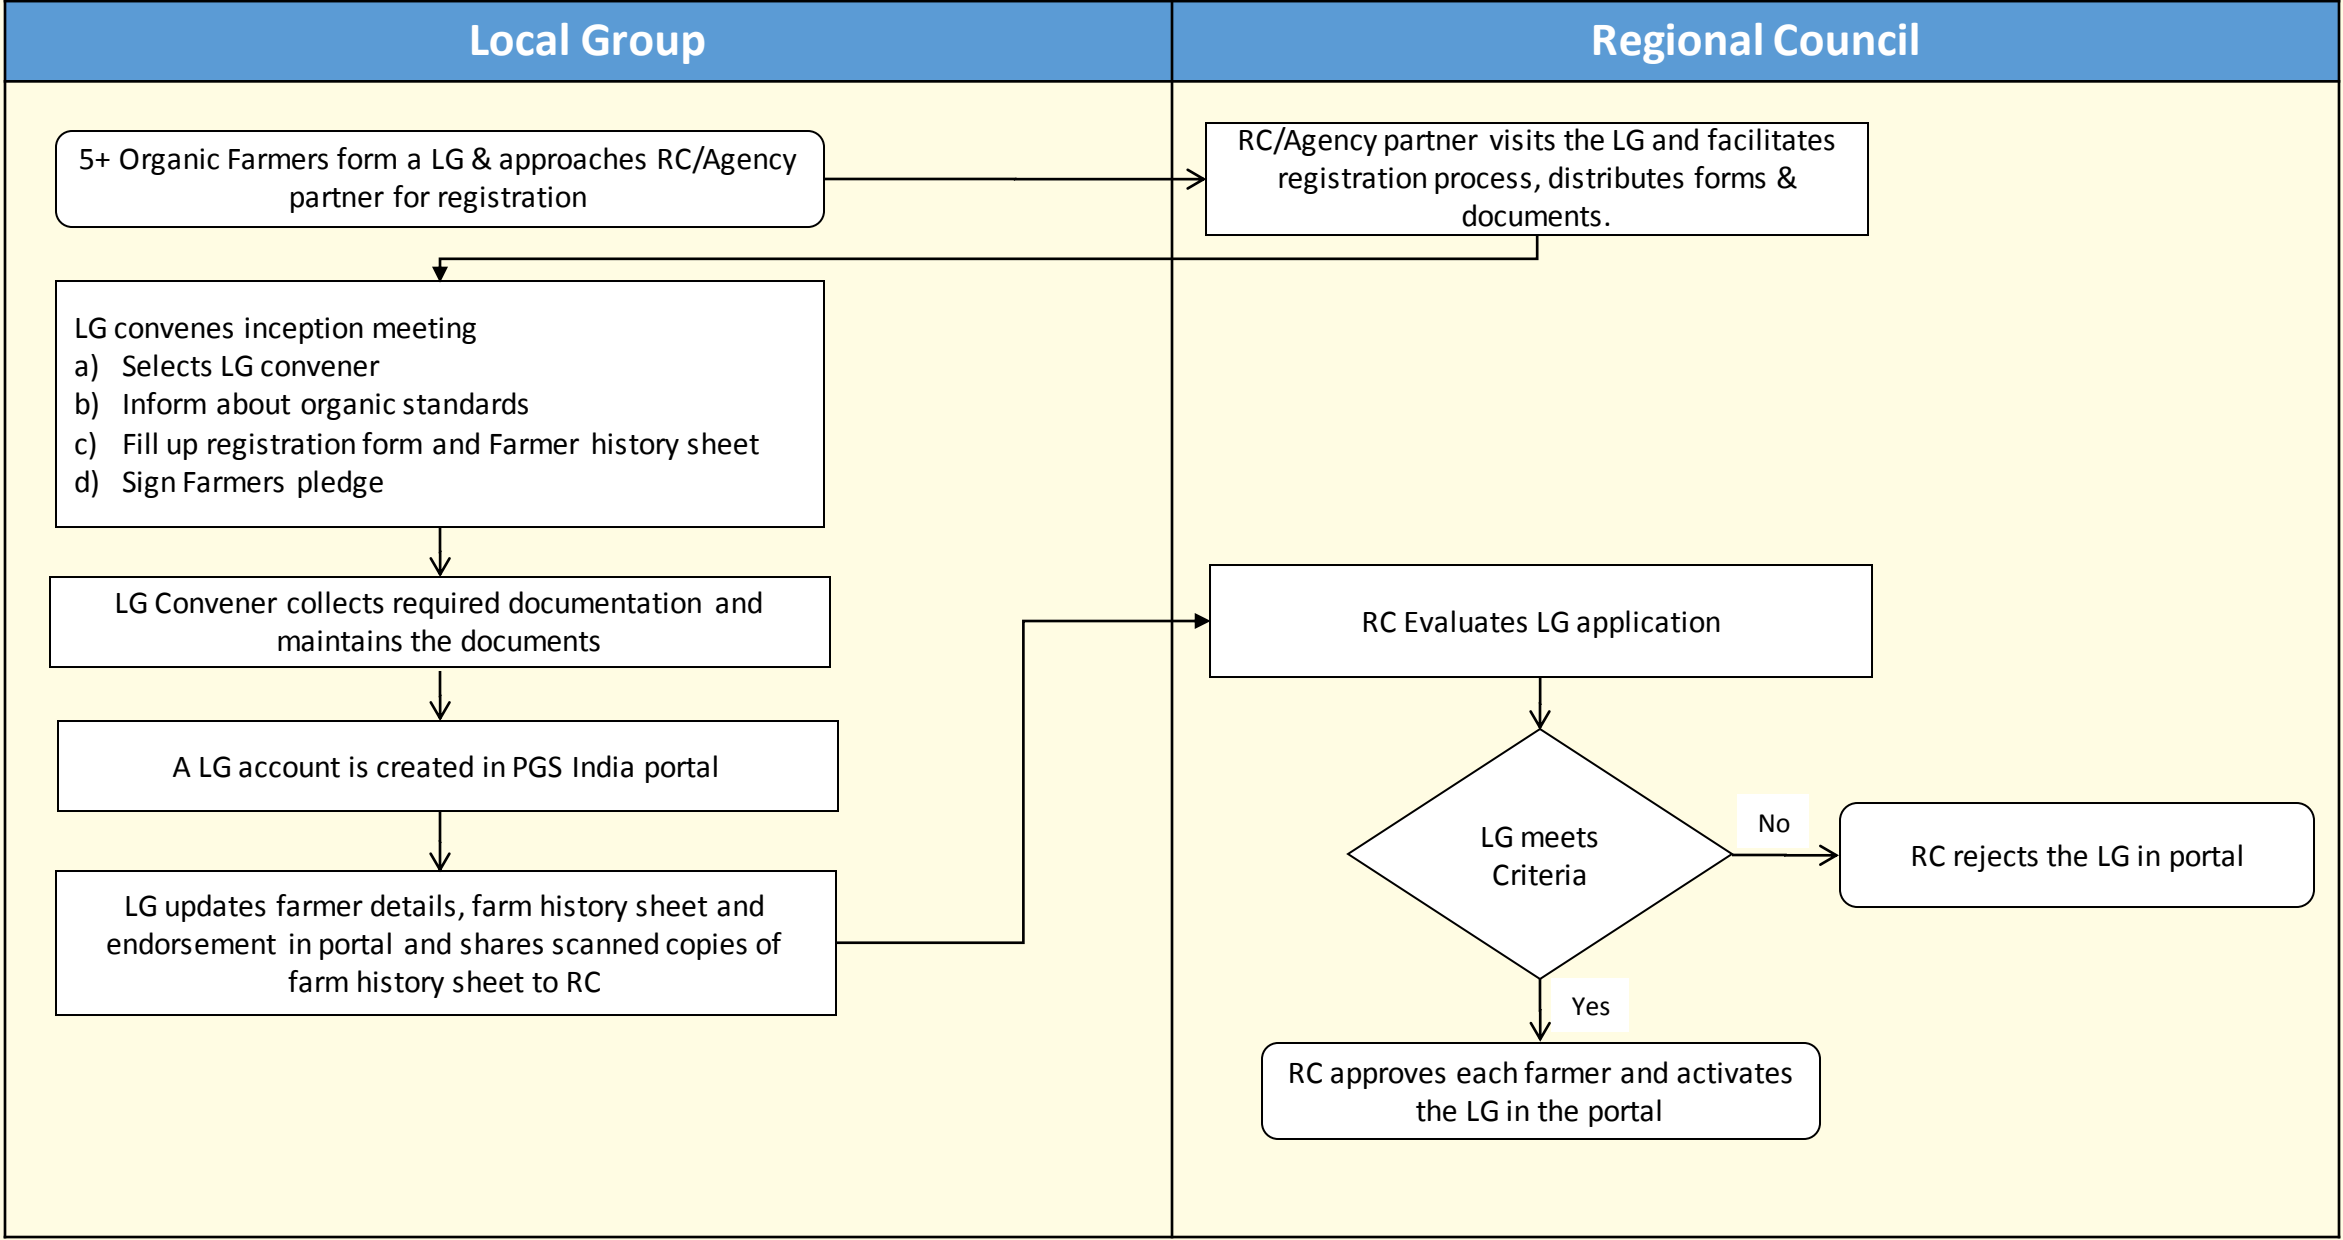 Local Group
Regional Council
5+ Organic Farmers form a LG & approaches RC/Agency
partner for registration
RC/Agency partner visits the LG and facilitates
registration process, distributes forms &
documents.
LG convenes inception meeting
a) Selects LG convener
b) Inform about organic standards
c) Fill up registration form and Farmer history sheet
d) Sign Farmers pledge
LG Convener collects required documentation and
maintains the documents
A LG account is created in PGS India portal
LG updates farmer details, farm history sheet and
endorsement in portal and shares scanned copies of
farm history sheet to RC
RC Evaluates LG application
LG meets
Criteria
No
RC rejects the LG in portal
Yes
RC approves each farmer and activates
the LG in the portal